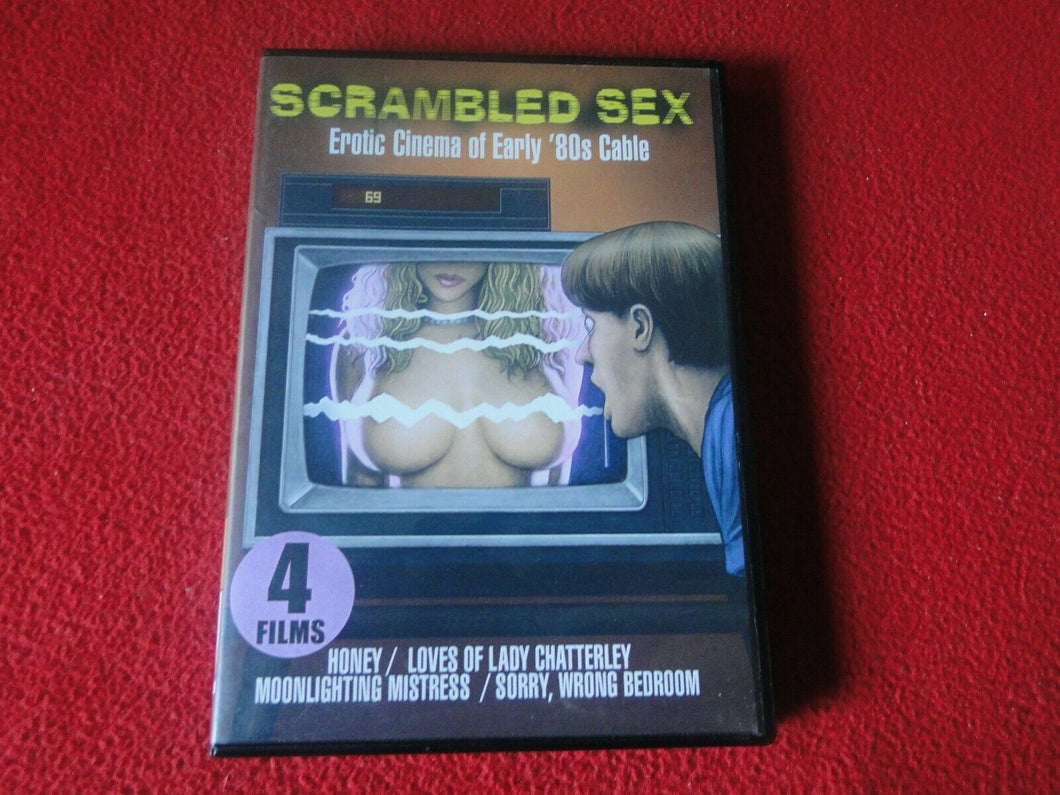 SCRAMBLED SEX
Erotic Cinema of Early '80s Cable
69
4
FILMS
HONEY / LOVES OF LADY CHATTERLEY
MOONLIGHTING MISTRESS / SORRY, WRONG BEDROOM